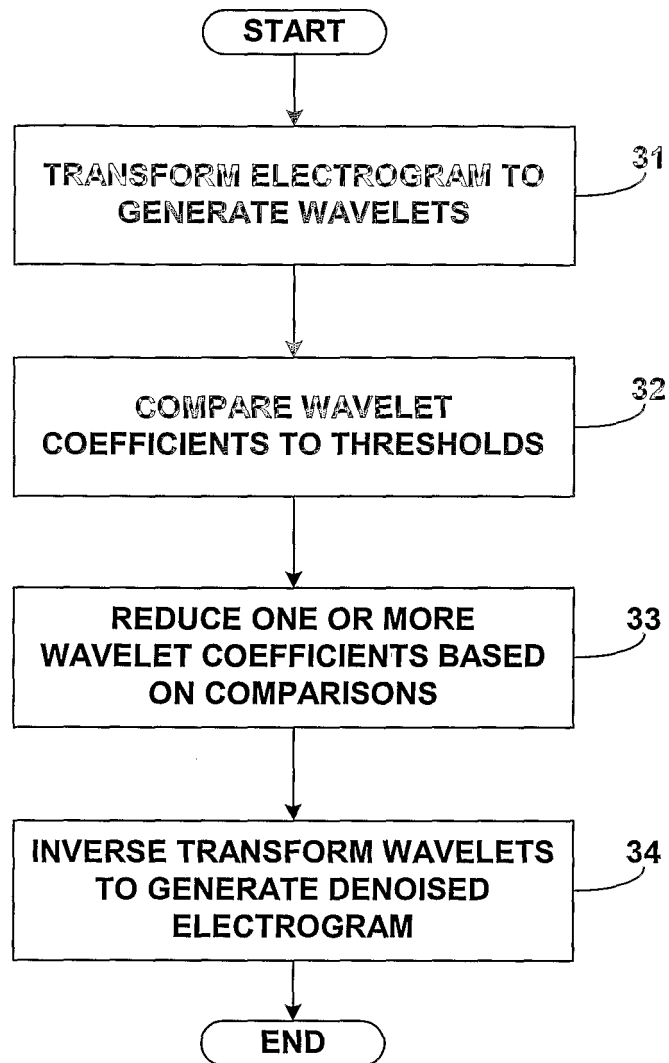 START
TRANSFORM ELECTROGRAM TO
GENERATE WAVELETS
31
COMPARE WAVELET
COEFFICIENTS TO THRESHOLDS
32
REDUCE ONE OR MORE
WAVELET COEFFICIENTS BASED
ON COMPARISONS
33
INVERSE TRANSFORM WAVELETS
TO GENERATE DENOISED
ELECTROGRAM
34
END